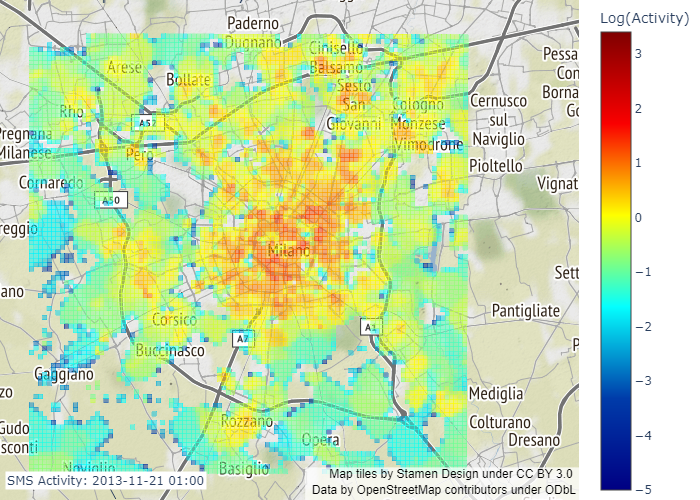 Log(Activity)
Paderno
Dugnano
Cinisello
Balsamo
Arese
Bollate
Sesto
San
Giovanni
Cologno
Monzese
Vimodrone
Cernusco
sul
Naviglio
Pessa
Con
Borna
Go
Rho
A52
Pregnana
Milanese
Pero
Pioltello
Cornaredo
Vignat
A50
reggio
Milano
Sett
ano
Pantigliate
Corsico
A7
A1
P
Buccinasco
Gaggiano
zo
Mediglia
Rozzano
Colturano
Gudo
sconti
Opera
Dresano
Noviglio
Basiglio
3
2
1
0
−1
−2
−3
−4
−5
SMS Activity: 2013-11-21 01:00
Map tiles by Stamen Design under CC BY 3.0
Data by OpenStreetMap contributors under ODbL